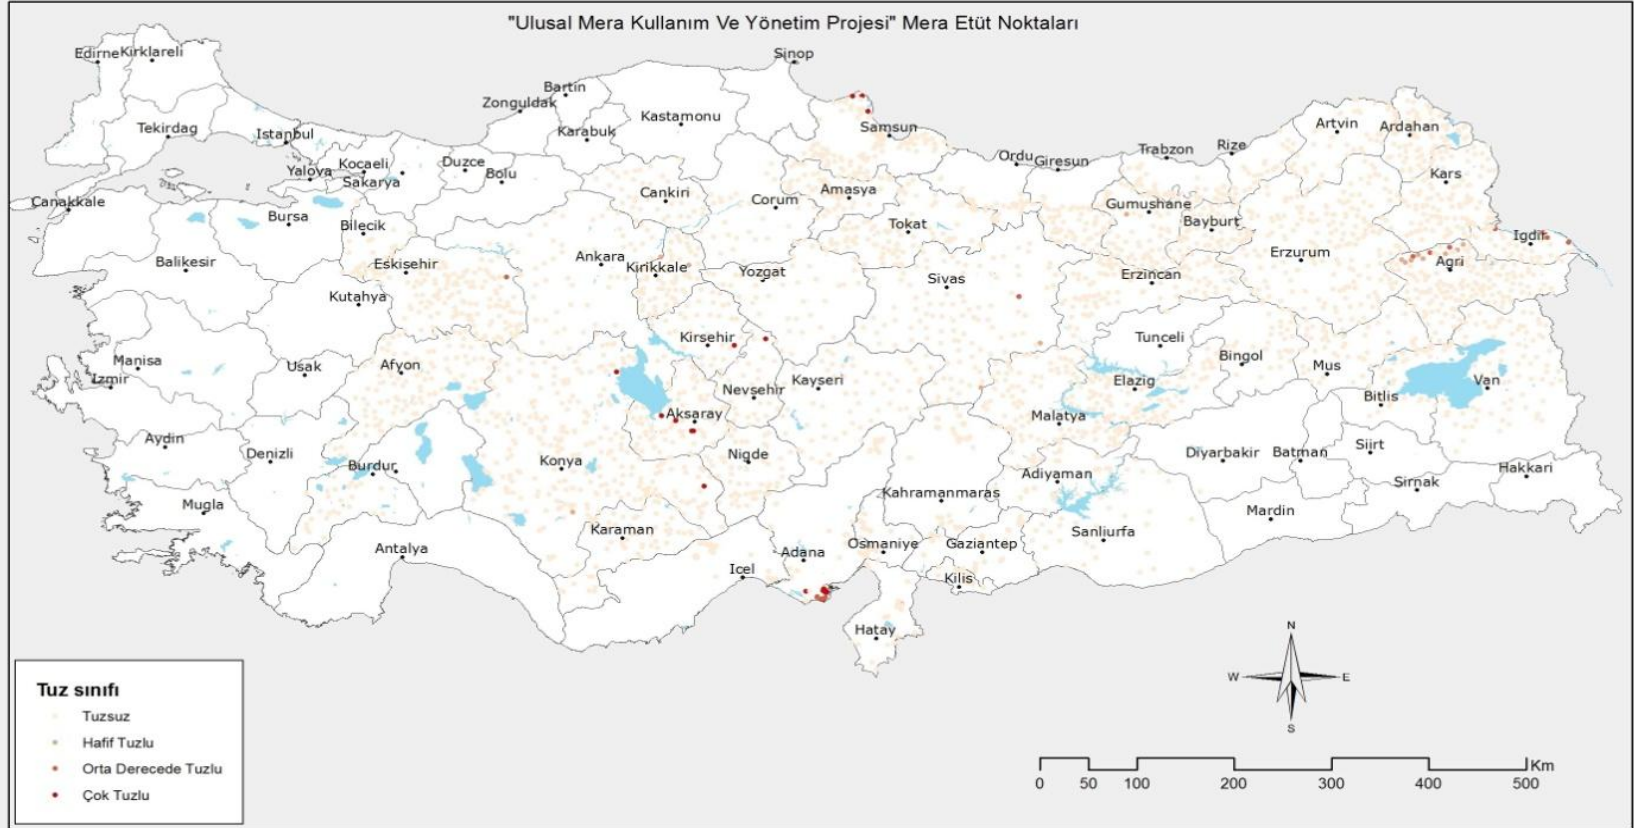 "Ulusal Mera Kullanım Ve Yönetim Projesi" Mera Etüt Noktaları
Edirne
Kirklareli
Sinop
Bartin
Zonguldak
Kastamonu
Karabuk
Tekirdag
Istanbul
Samsun
Artvin
Ardahan
Kocaeli
Duzce
Yalova
Sakarya
Bolu
Ordu
Giresun
Trabzon
Rize
Kars
Canakkale
Cankiri
Amasya
Corum
Gumushane
Bursa
Bilecik
Tokat
Bayburt
Igdir
Balikesir
Eskisehir
Ankara
Kirikkale
Yozgat
Sivas
Erzincan
Erzurum
Agri
Kutahya
Kirsehir
Tunceli
Manisa
Izmir
Usak
Afyon
Nevsehir
Kayseri
Elazig
Bingol
Mus
Van
Bitlis
Aksaray
Malatya
Aydin
Denizli
Burdur
Konya
Nigde
Adiyaman
Diyarbakir
Batman
Siirt
Hakkari
Sirnak
Mugla
Kahramanmaras
Mardin
Karaman
Sanliurfa
Antalya
Icel
Adana
Osmaniye
Gaziantep
Kilis
Hatay
N
W
E
S
Tuz sınıfı
Tuzsuz
Hafif Tuzlu
Orta Derecede Tuzlu
Çok Tuzlu
Km
0 50 100 200 300 400 500